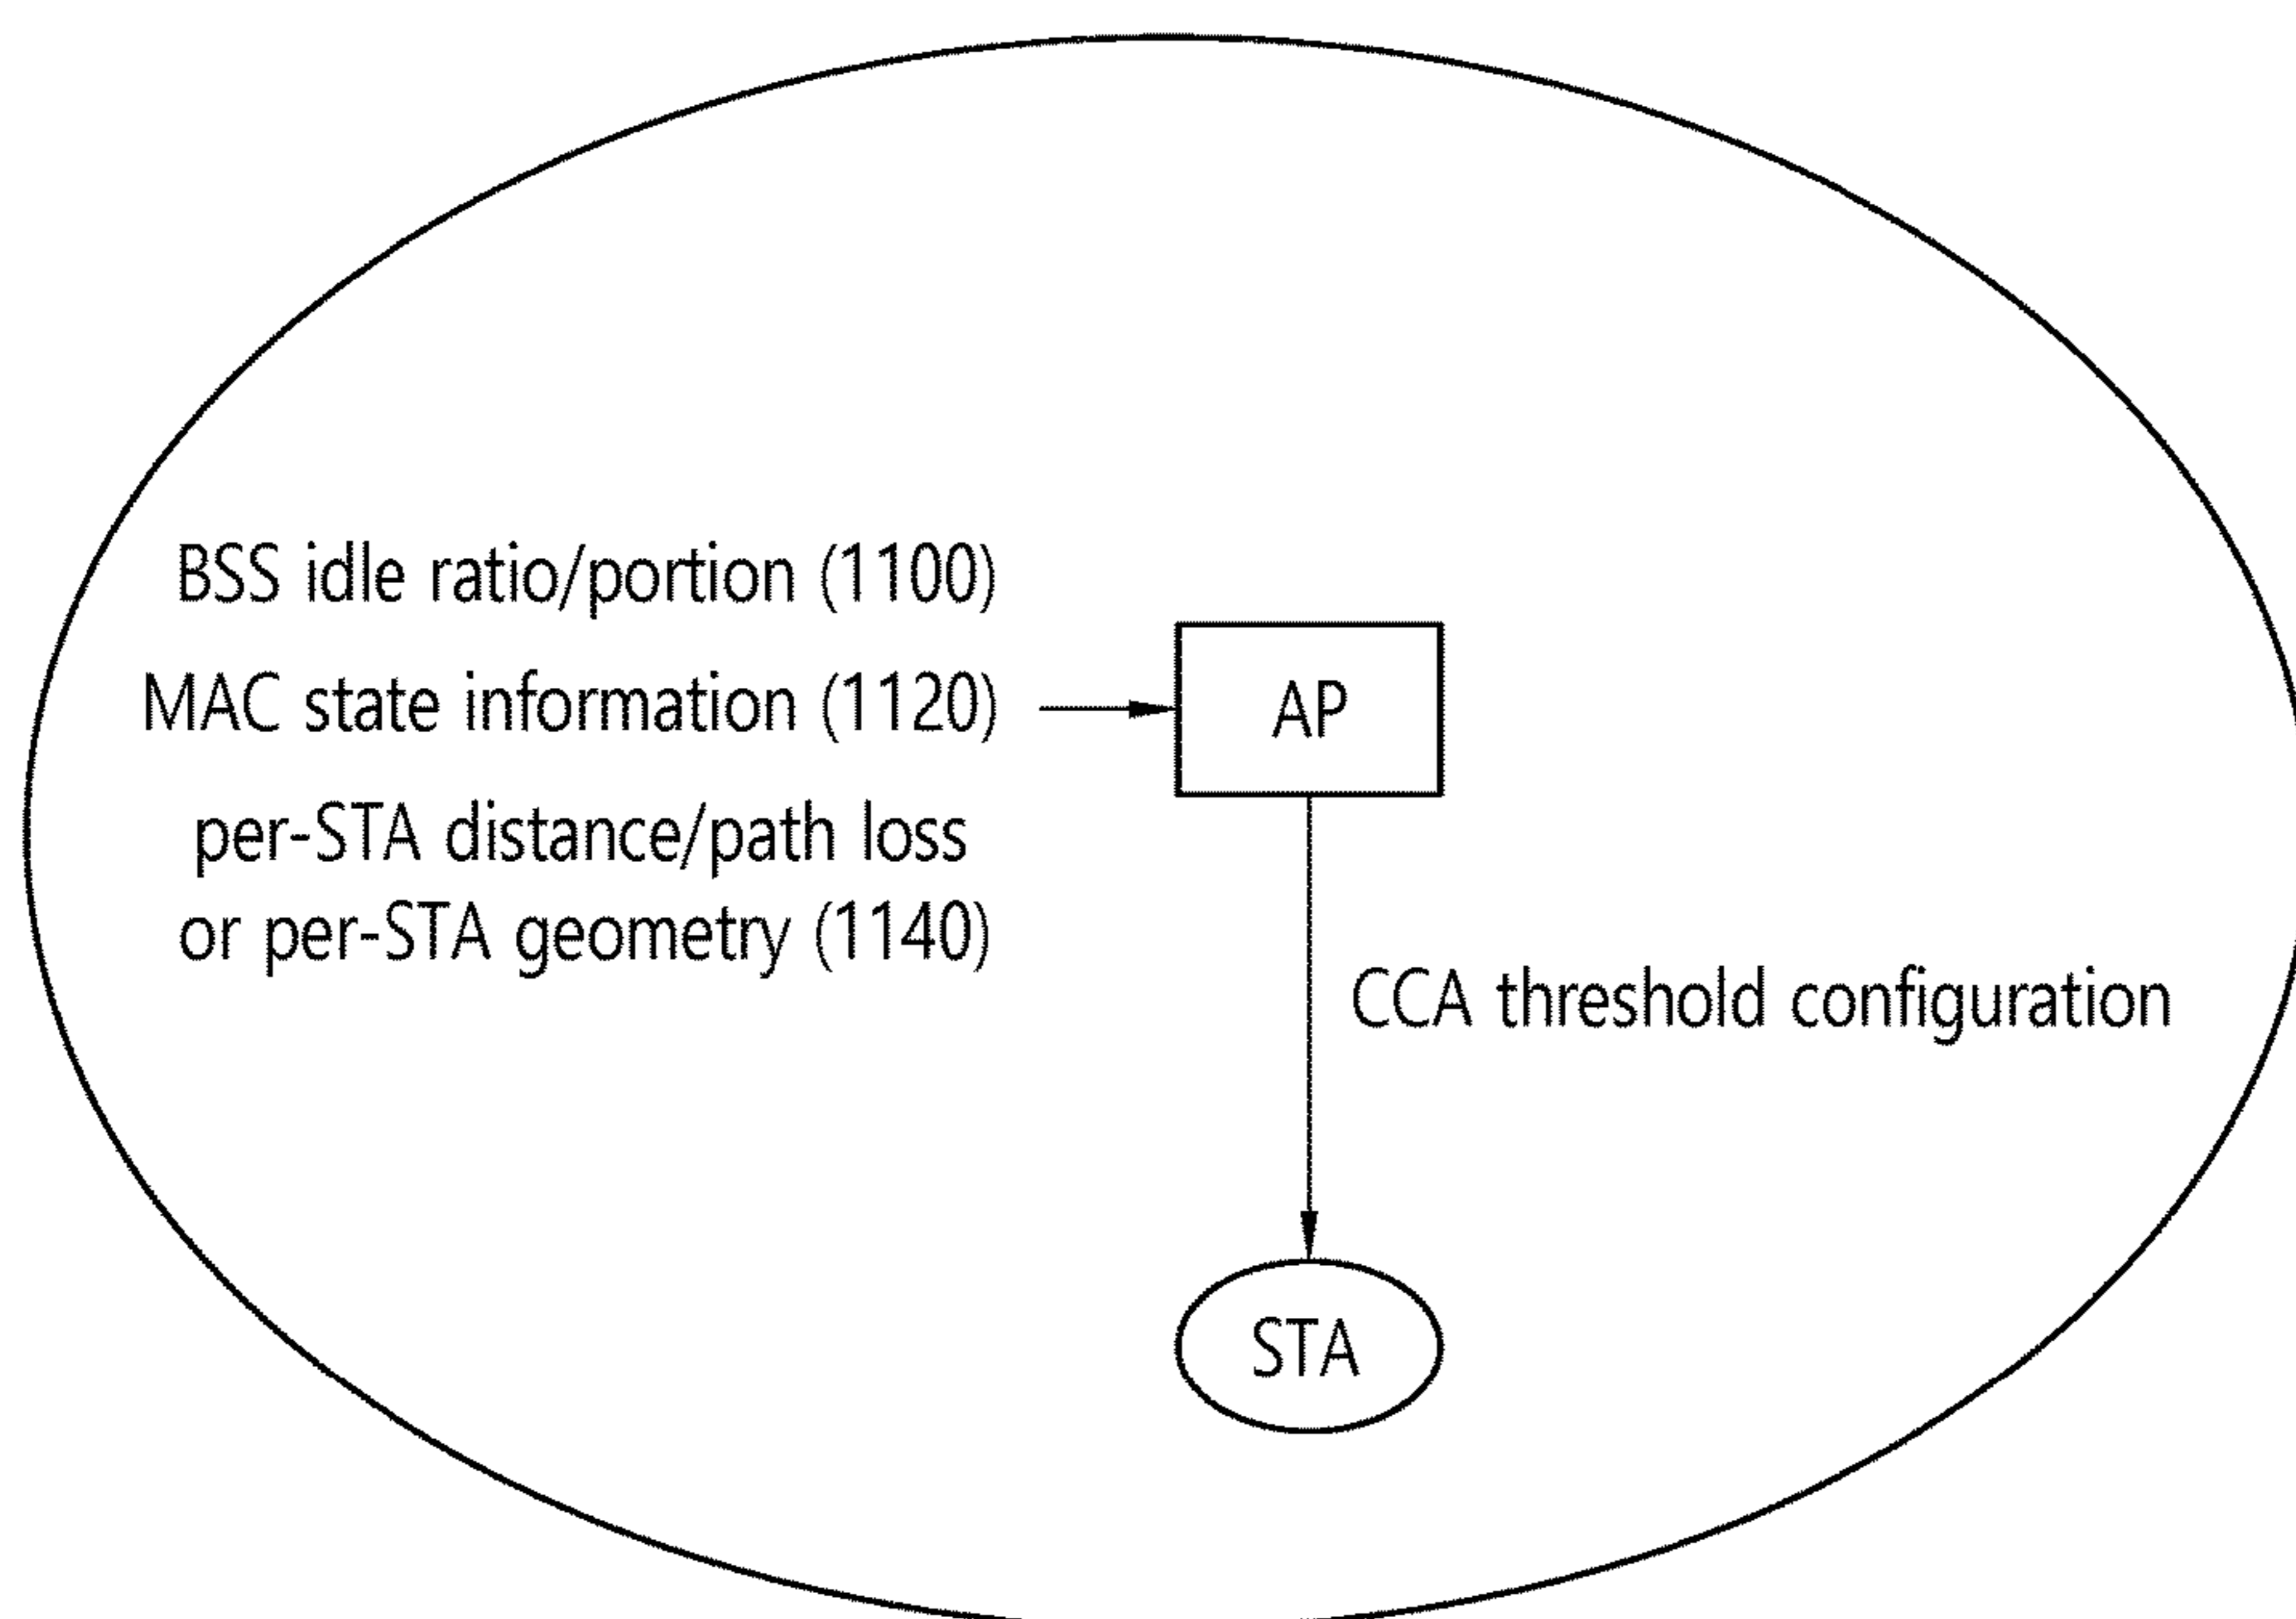 BSS idle ratio/portion (1100)
MAC state information (1120)
per-STA distance/path loss
or per-STA geometry (1140)
AP
CCA threshold configuration
STA